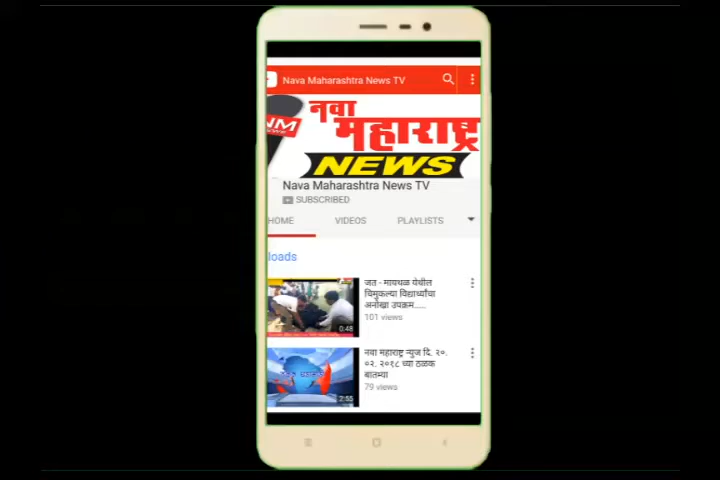 Nava Maharashtra News TV
NM
नवा
महाराष्ट्र
NEWS
Nava Maharashtra News TV
SUBSCRIBED
HOME VIDEOS PLAYLISTS
loads
जत - मायथळ येथील
चिमुकल्या विद्यार्थ्यांचा
अनोखा उपक्रम.....
101 views
0:48
नवा महाराष्ट्र न्युज दि. २०.
०२. २०१८ च्या ठळक
बातम्या
79 views
2:55